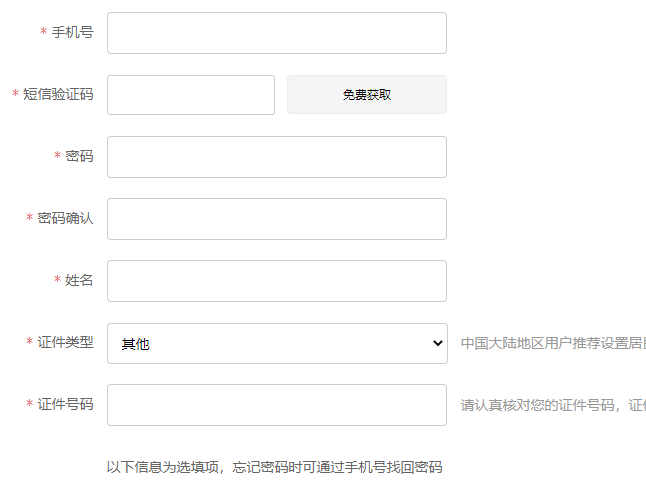 * 手机号
* 短信验证码 免费获取
* 密码
* 密码确认
* 姓名
* 证件类型 其他 中国大陆地区用户推荐设置居
* 证件号码 请认真核对您的证件号码，证
以下信息为选填项，忘记密码时可通过手机号找回密码